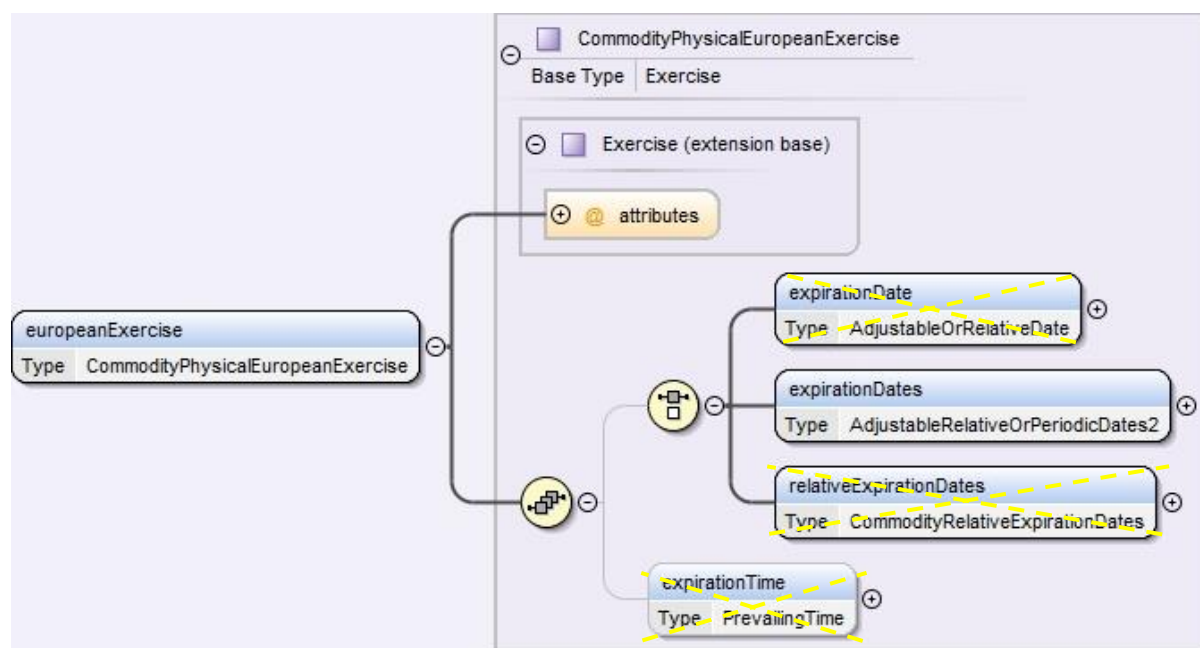 CommodityPhysicalEuropeanExercise
Base Type Exercise
Exercise (extension base)
@ attributes
europeanExercise
Type CommodityPhysicalEuropeanExercise
expirationDate
Type AdjustableOrRelativeDate
expirationDates
Type AdjustableRelativeOrPeriodicDates2
relativeExpirationDates
Type CommodityRelativeExpirationDates
expirationTime
Type PrevailingTime